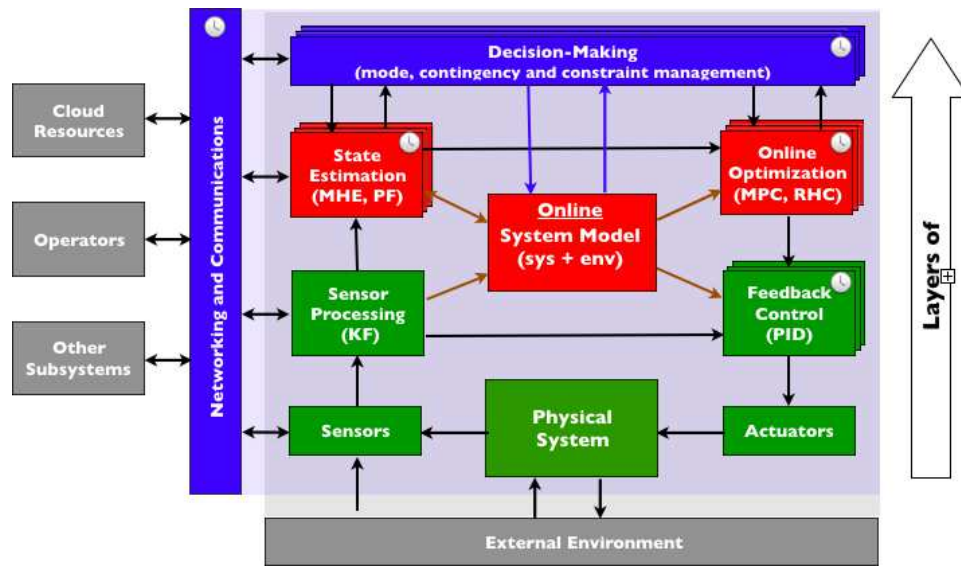 Decision-Making
(mode, contingency and constraint management)
Cloud
Resources
Operators
Other
Subsystems
Networking and Communications
State
Estimation
(MHE, PF)
Online
Optimization
(MPC, RHC)
Online
System Model
(sys + env)
Sensor
Processing
(KF)
Feedback
Control
(PID)
Sensors
Physical
System
Actuators
External Environment
Layers of